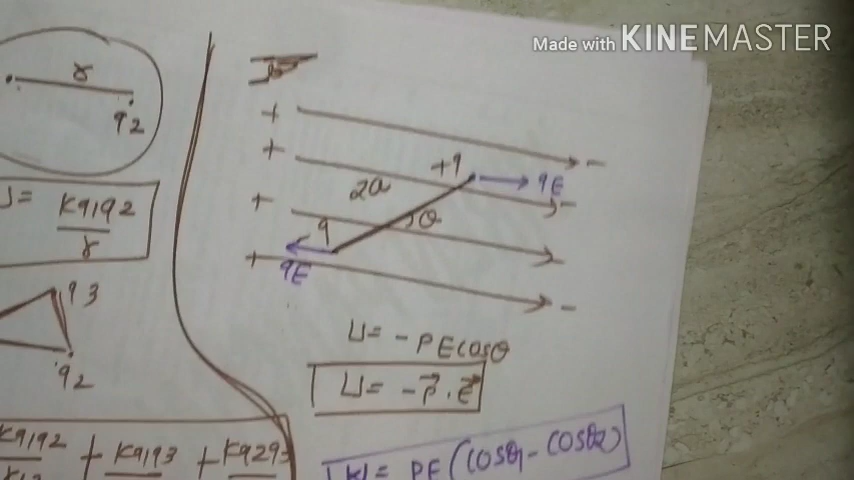 Made with KINEMASTER
r
q2
U= Kq1q2
r
q3
q2
Kq1q2 + Kq1q3 + Kq2q3
+ -
+ +q qE -
2a
+ θ -
q
+ qE -
U= -PEcosθ
U= -P⃗.E⃗
W= PE(cosθ1-cosθ2)